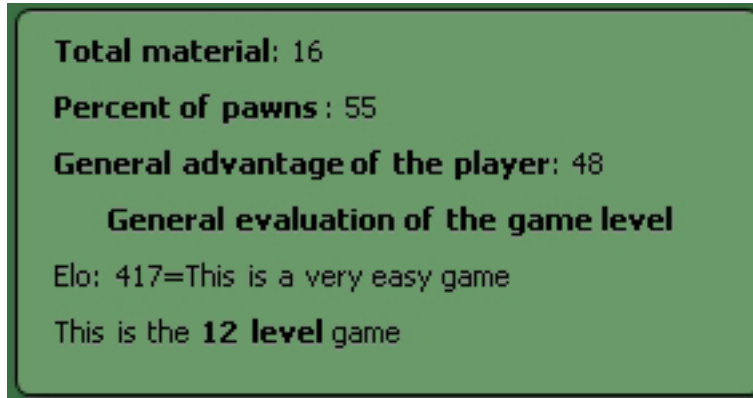 Total material: 16
Percent of pawns : 55
General advantage of the player: 48
General evaluation of the game level
Elo: 417=This is a very easy game
This is the 12 level game